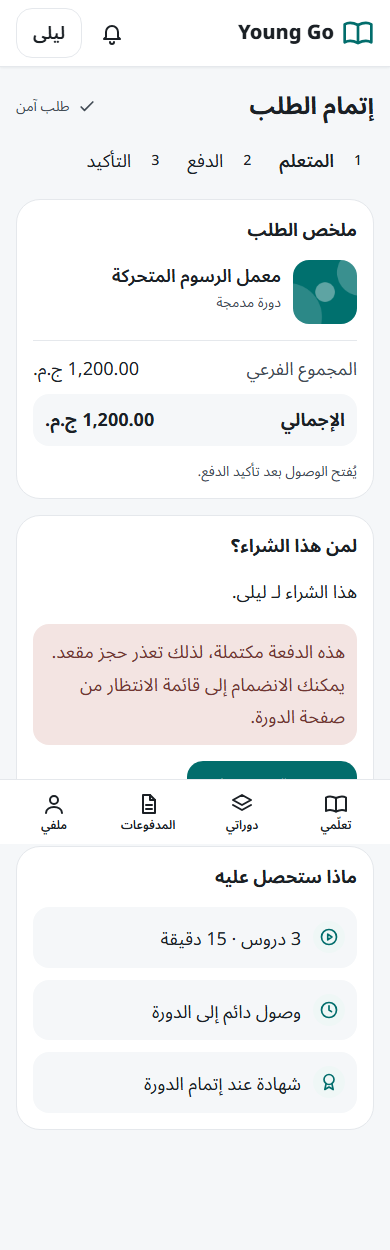 Young Go
ليلى
إتمام الطلب
طلب آمن
1 المتعلم
2 الدفع
3 التأكيد
ملخص الطلب
معمل الرسوم المتحركة
دورة مدمجة
المجموع الفرعي 1,200.00 ج.م.
الإجمالي 1,200.00 ج.م.
يُفتح الوصول بعد تأكيد الدفع.
لمن هذا الشراء؟
هذا الشراء لـ ليلى.
هذه الدفعة مكتملة، لذلك تعذر حجز مقعد.
يمكنك الانضمام إلى قائمة الانتظار من
صفحة الدورة.
تعلّمي
دوراتي
المدفوعات
ملفي
ماذا ستحصل عليه
3 دروس · 15 دقيقة
وصول دائم إلى الدورة
شهادة عند إتمام الدورة